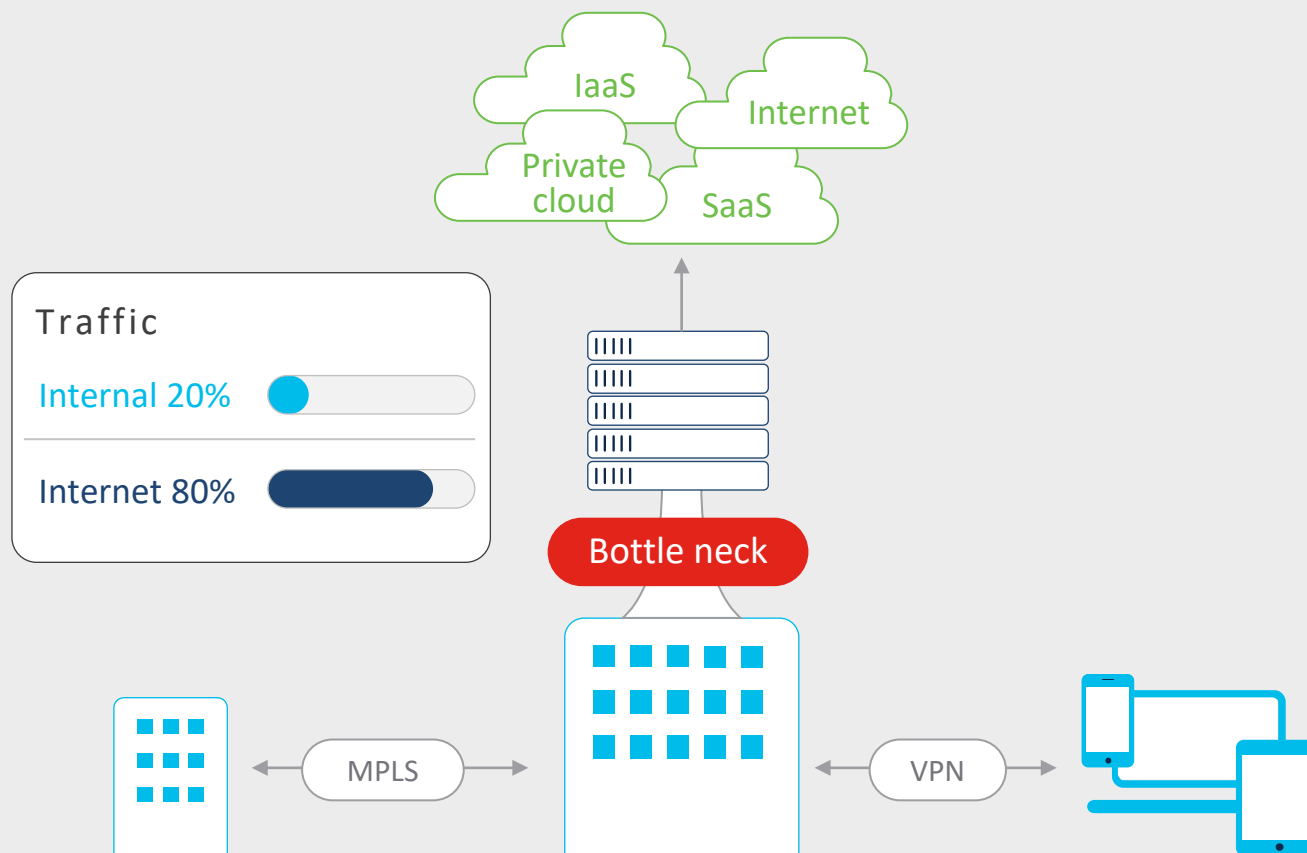 IaaS
Internet
Private
cloud
SaaS
Traffic
Internal 20%
Internet 80%
Bottle neck
MPLS
VPN